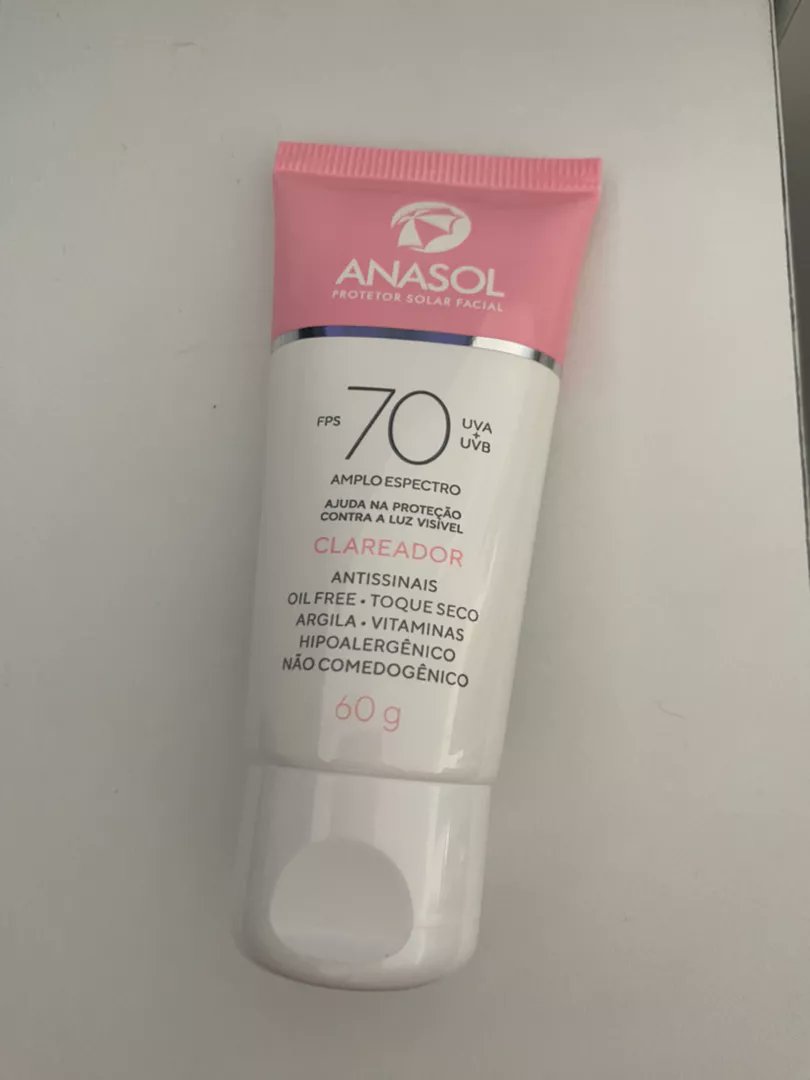 ANASOL
PROTETOR SOLAR FACIAL
FPS 70 UVA + UVB
AMPLO ESPECTRO
AJUDA NA PROTEÇÃO
CONTRA A LUZ VISÍVEL
CLAREADOR
ANTISSINAIS
OIL FREE • TOQUE SECO
ARGILA • VITAMINAS
HIPOALERGÊNICO
NÃO COMEDOGÊNICO
60 g